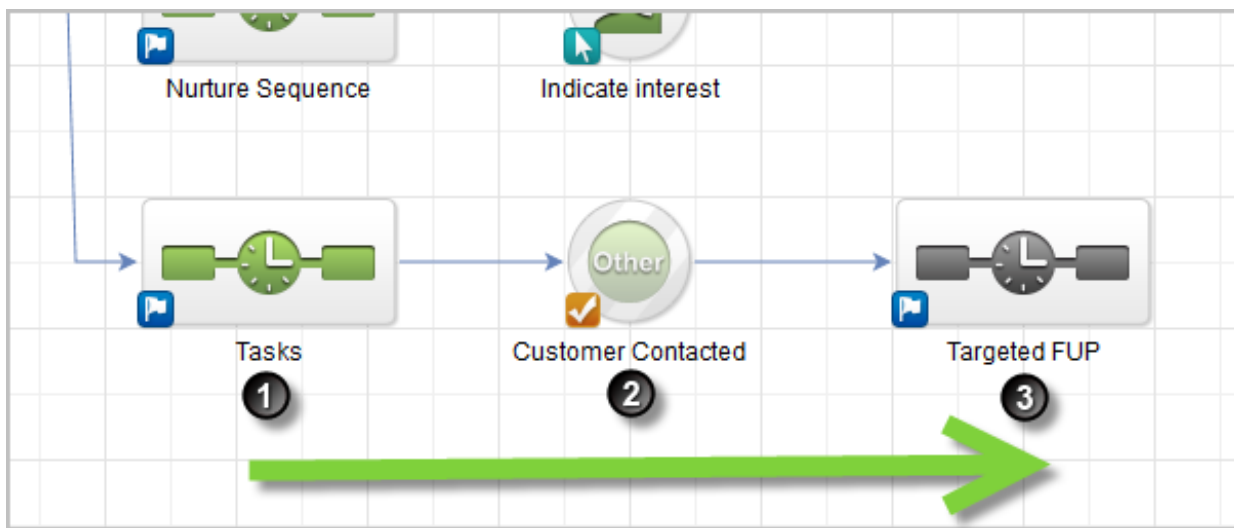 Nurture Sequence
Indicate interest
Other
Tasks
Customer Contacted
Targeted FUP
1
2
3